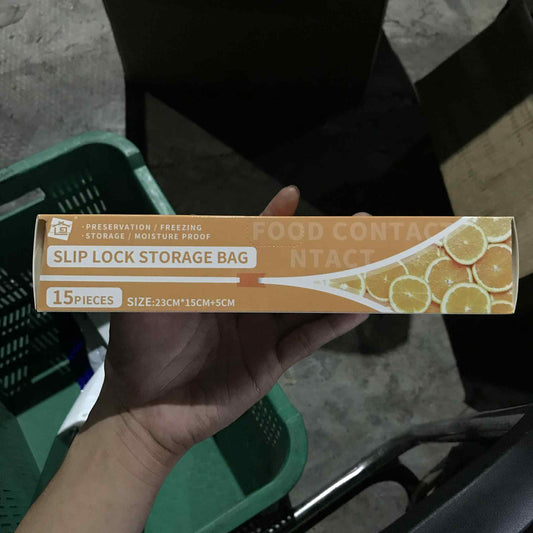 · PRESERVATION / FREEZING
· STORAGE / MOISTURE PROOF
FOOD CONTAC
NTACT
SLIP LOCK STORAGE BAG
15PIECES SIZE:23CM*15CM+5CM